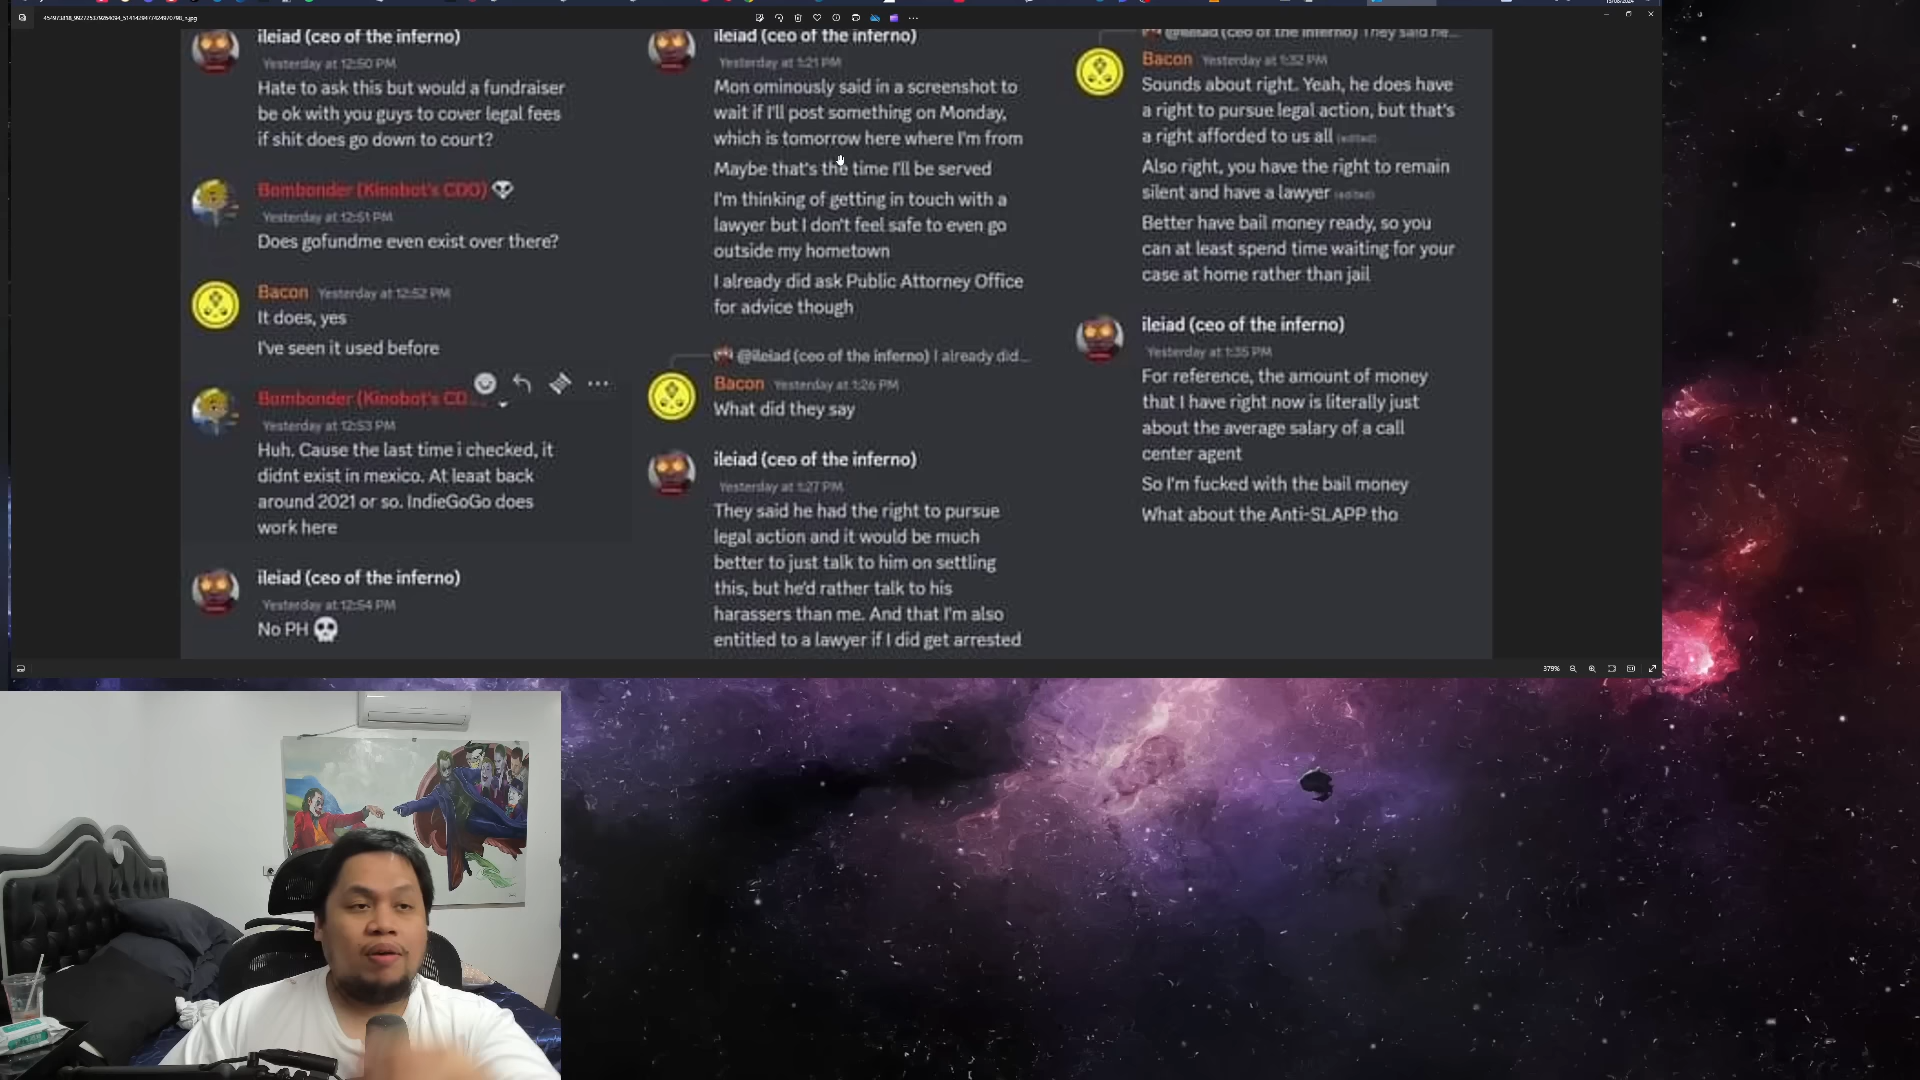 ileiad (ceo of the inferno)
Yesterday at 12:50 PM
Hate to ask this but would a fundraiser
be ok with you guys to cover legal fees
if shit does go down to court?
Bombonder (Kinobot's CDO)
Yesterday at 12:51 PM
Does gofundme even exist over there?
Bacon Yesterday at 12:52 PM
It does, yes
I've seen it used before
Bombonder (Kinobot's CD
Yesterday at 12:53 PM
Huh. Cause the last time i checked, it
didnt exist in mexico. At leaat back
around 2021 or so. IndieGoGo does
work here
ileiad (ceo of the inferno)
Yesterday at 12:54 PM
No PH 💀
ileiad (ceo of the inferno)
Yesterday at 1:21 PM
Mon ominously said in a screenshot to
wait if I'll post something on Monday,
which is tomorrow here where I'm from
Maybe that's the time I'll be served
I'm thinking of getting in touch with a
lawyer but I don't feel safe to even go
outside my hometown
I already did ask Public Attorney Office
for advice though
@ileiad (ceo of the inferno) I already did...
Bacon Yesterday at 1:26 PM
What did they say
ileiad (ceo of the inferno)
Yesterday at 1:27 PM
They said he had the right to pursue
legal action and it would be much
better to just talk to him on settling
this, but he'd rather talk to his
harassers than me. And that I'm also
entitled to a lawyer if I did get arrested
@ileiad (ceo of the inferno) They said he...
Bacon Yesterday at 1:32 PM
Sounds about right. Yeah, he does have
a right to pursue legal action, but that's
a right afforded to us all (edited)
Also right, you have the right to remain
silent and have a lawyer (edited)
Better have bail money ready, so you
can at least spend time waiting for your
case at home rather than jail
ileiad (ceo of the inferno)
Yesterday at 1:35 PM
For reference, the amount of money
that I have right now is literally just
about the average salary of a call
center agent
So I'm fucked with the bail money
What about the Anti-SLAPP tho
379%